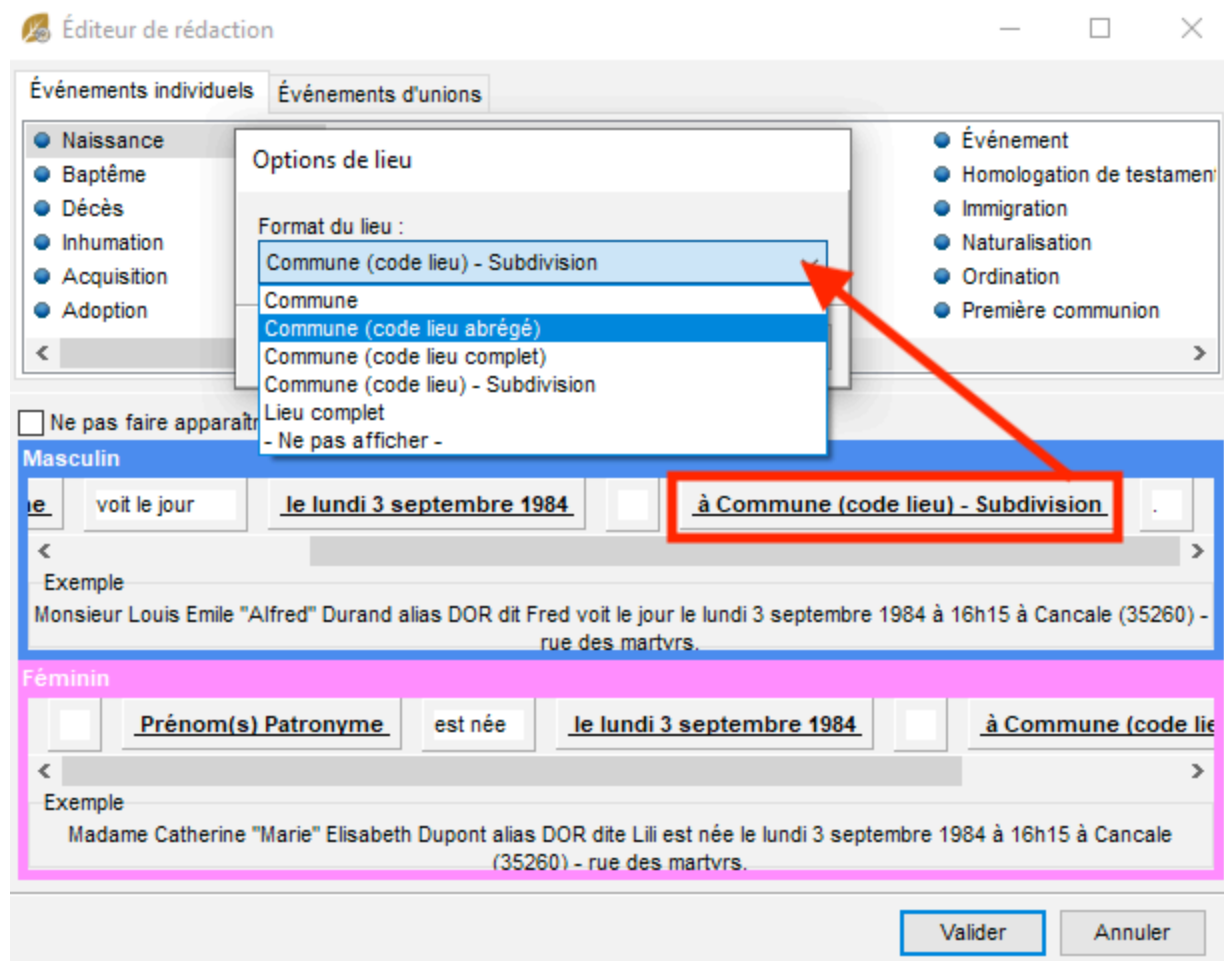 Éditeur de rédaction
Événements individuels
Événements d'unions
Naissance
Baptême
Décès
Inhumation
Acquisition
Adoption
Événement
Homologation de testamen
Immigration
Naturalisation
Ordination
Première communion
Options de lieu
Format du lieu :
Commune (code lieu) - Subdivision
Commune
Commune (code lieu abrégé)
Commune (code lieu complet)
Commune (code lieu) - Subdivision
Lieu complet
- Ne pas afficher -
Ne pas faire apparaîtr
Masculin
voit le jour le lundi 3 septembre 1984 à Commune (code lieu) - Subdivision .
Exemple
Monsieur Louis Emile "Alfred" Durand alias DOR dit Fred voit le jour le lundi 3 septembre 1984 à 16h15 à Cancale (35260) -
rue des martyrs.
Féminin
Prénom(s) Patronyme est née le lundi 3 septembre 1984 à Commune (code lie
Exemple
Madame Catherine "Marie" Elisabeth Dupont alias DOR dite Lili est née le lundi 3 septembre 1984 à 16h15 à Cancale
(35260) - rue des martyrs.
Valider
Annuler